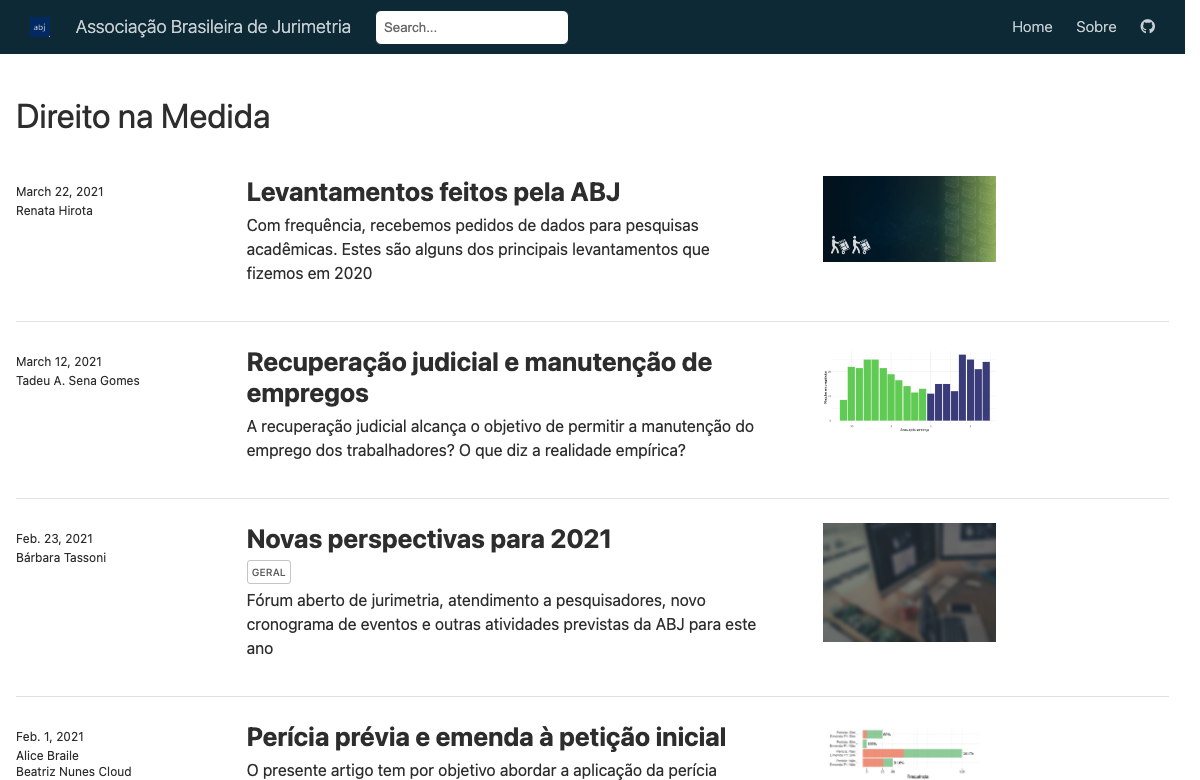 abj Associação Brasileira de Jurimetria Search... Home Sobre
Direito na Medida
March 22, 2021
Renata Hirota
Levantamentos feitos pela ABJ
Com frequência, recebemos pedidos de dados para pesquisas
acadêmicas. Estes são alguns dos principais levantamentos que
fizemos em 2020
March 12, 2021
Tadeu A. Sena Gomes
Recuperação judicial e manutenção de
empregos
A recuperação judicial alcança o objetivo de permitir a manutenção do
emprego dos trabalhadores? O que diz a realidade empírica?
Feb. 23, 2021
Bárbara Tassoni
Novas perspectivas para 2021
GERAL
Fórum aberto de jurimetria, atendimento a pesquisadores, novo
cronograma de eventos e outras atividades previstas da ABJ para este
ano
Feb. 1, 2021
Alice
Perícia prévia e emenda à petição inicial
O presente artigo tem por objetivo abordar a aplicação da perícia